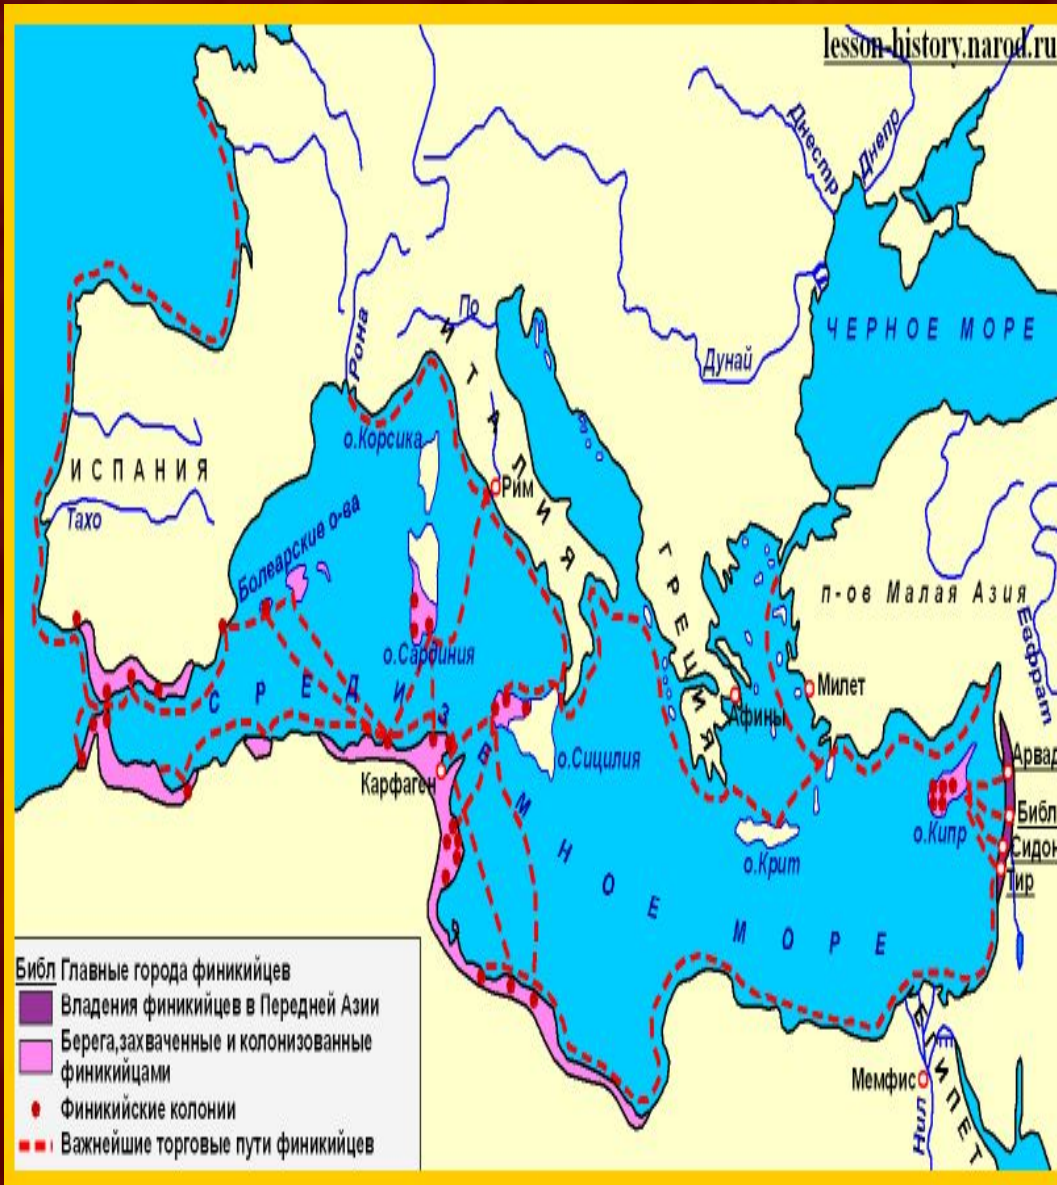 lesson-history.narod.ru
Днестр
Днепр
ЧЕРНОЕ МОРЕ
Дунай
По
Рона
ИТАЛИЯ
о.Корсика
Рим
ИСПАНИЯ
Тахо
Болеарские о-ва
ГРЕЦИЯ
п-ов Малая Азия
Евфрат
о.Сардиния
СРЕДИЗЕМНОЕ МОРЕ
Милет
Афины
о.Сицилия
Карфаген
Арвад
Библ
о.Кипр
Сидон
о.Крит
Тир
ЕГИПЕТ
Мемфис
Нил
Библ Главные города финикийцев
Владения финикийцев в Передней Азии
Берега,захваченные и колонизованные
финикийцами
Финикийские колонии
Важнейшие торговые пути финикийцев